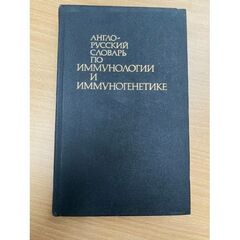 АНГЛО-
РУССКИЙ
СЛОВАРЬ
ПО
ИММУНОЛОГИИ
И
ИММУНОГЕНЕТИКЕ